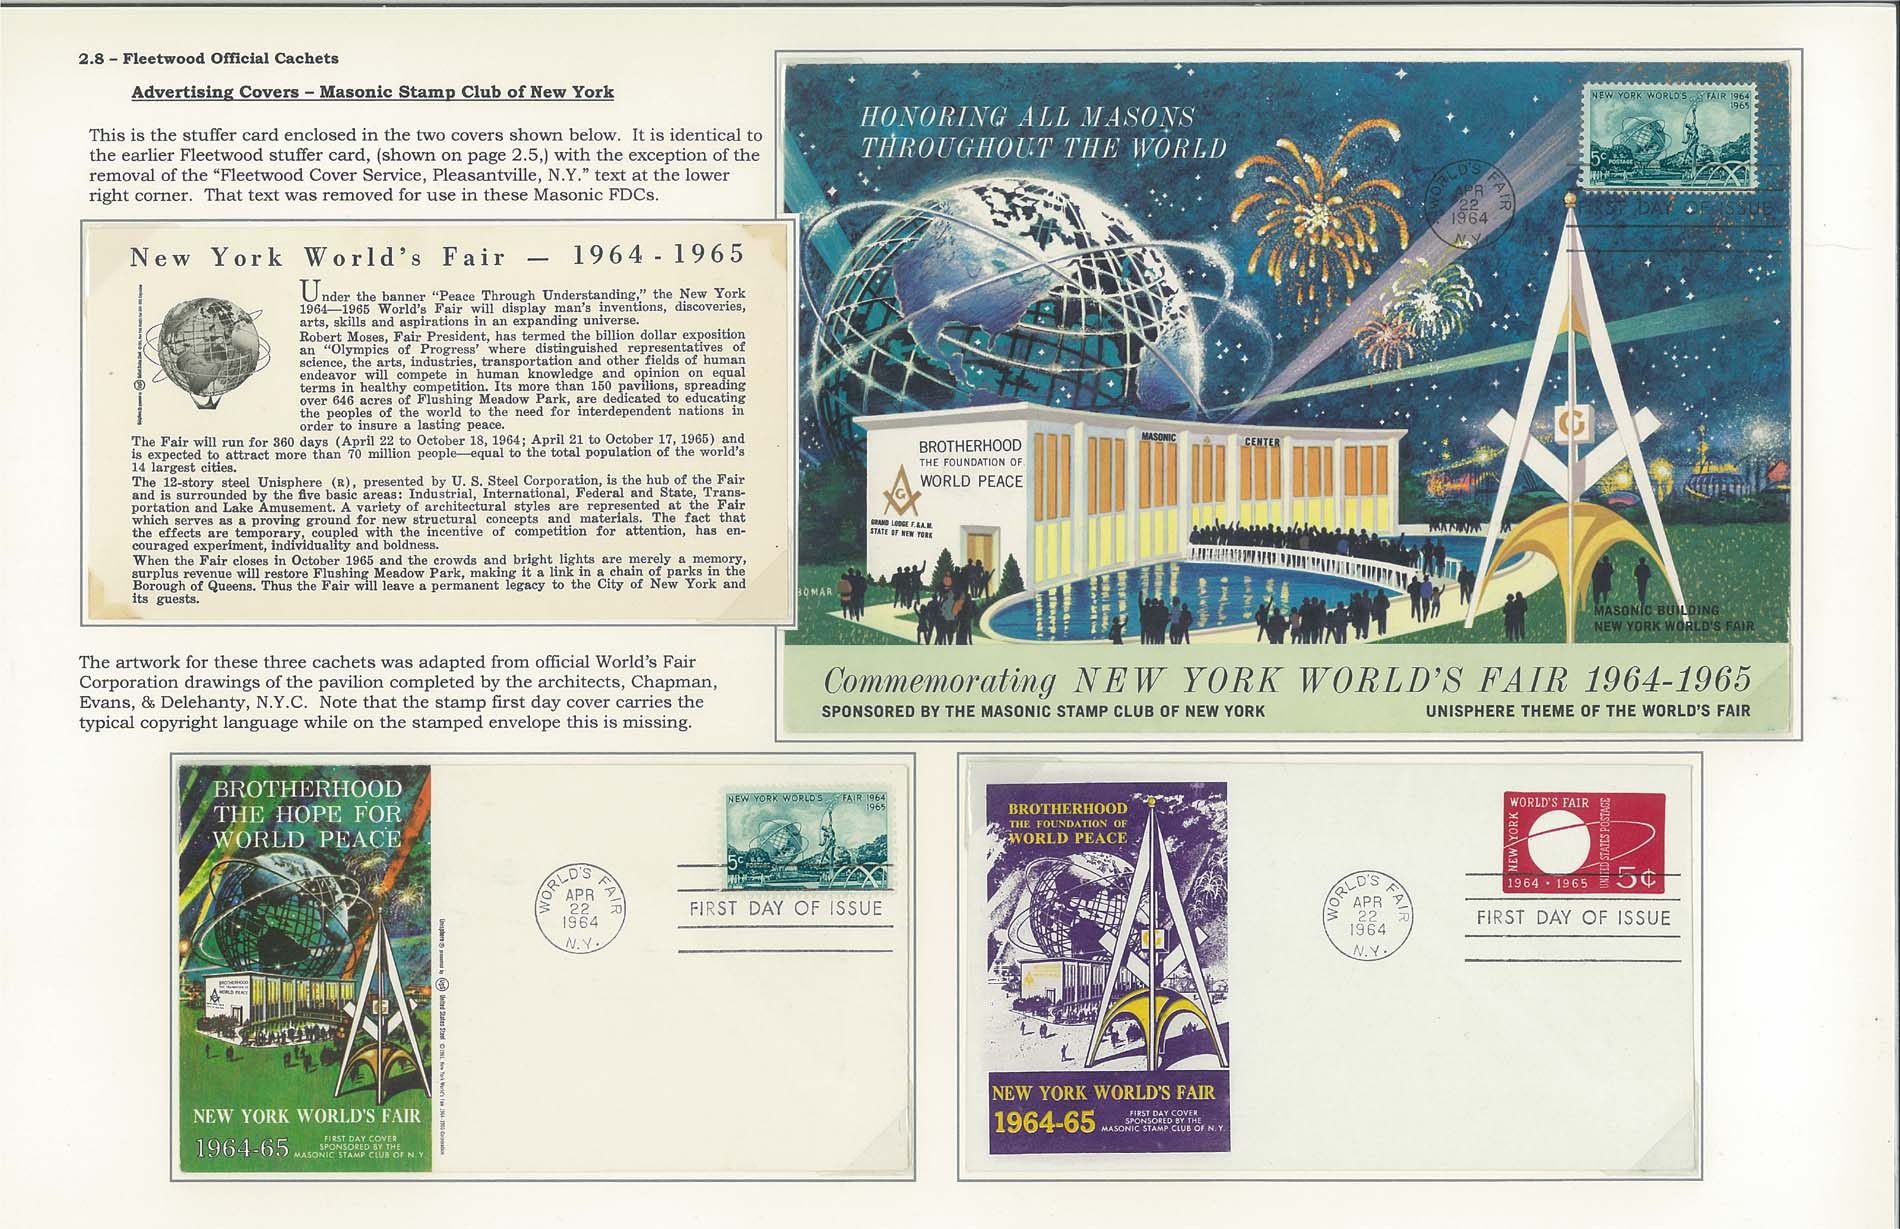 2.8 – Fleetwood Official Cachets
Advertising Covers – Masonic Stamp Club of New York
This is the stuffer card enclosed in the two covers shown below.  It is identical to
the earlier Fleetwood stuffer card, (shown on page 2.5,) with the exception of the
removal of the “Fleetwood Cover Service, Pleasantville, N.Y.” text at the lower
right corner.  That text was removed for use in these Masonic FDCs.
New York World's Fair — 1964 - 1965
Under the banner “Peace Through Understanding,” the New York
1964—1965 World's Fair will display man's inventions, discoveries,
arts, skills and aspirations in an expanding universe.
Robert Moses, Fair President, has termed the billion dollar exposition
an “Olympics of Progress’ where distinguished representatives of
science, the arts, industries, transportation and other fields of human
endeavor will compete in human knowledge and opinion on equal
terms in healthy competition. Its more than 150 pavilions, spreading
over 646 acres of Flushing Meadow Park, are dedicated to educating
the peoples of the world to the need for interdependent nations in
order to insure a lasting peace.
The Fair will run for 360 days (April 22 to October 18, 1964; April 21 to October 17, 1965) and
is expected to attract more than 70 million people—equal to the total population of the world's
14 largest cities.
The 12-story steel Unisphere (R), presented by U. S. Steel Corporation, is the hub of the Fair
and is surrounded by the five basic areas: Industrial, International, Federal and State, Trans-
portation and Lake Amusement. A variety of architectural styles are represented at the Fair
which serves as a proving ground for new structural concepts and materials. The fact that
the effects are temporary, coupled with the incentive of competition for attention, has en-
couraged experiment, individuality and boldness.
When the Fair closes in October 1965 and the crowds and bright lights are merely a memory,
surplus revenue will restore Flushing Meadow Park, making it a link in a chain of parks in the
Borough of Queens. Thus the Fair will leave a permanent legacy to the City of New York and
its guests.
The artwork for these three cachets was adapted from official World's Fair
Corporation drawings of the pavilion completed by the architects, Chapman,
Evans, & Delehanty, N.Y.C.  Note that the stamp first day cover carries the
typical copyright language while on the stamped envelope this is missing.
HONORING ALL MASONS
THROUGHOUT THE WORLD
NEW YORK WORLD'S FAIR 1964
1965
5c U.S.
POSTAGE
WORLD'S FAIR
APR
22
1964
N.Y.
FIRST DAY OF ISSUE
G
BROTHERHOOD
THE FOUNDATION OF
WORLD PEACE
G
GRAND LODGE F.&A.M.
STATE OF NEW YORK
MASONIC CENTER
BOMAR
MASONIC BUILDING
NEW YORK WORLD'S FAIR
Commemorating NEW YORK WORLD'S FAIR 1964-1965
SPONSORED BY THE MASONIC STAMP CLUB OF NEW YORK
UNISPHERE THEME OF THE WORLD'S FAIR
BROTHERHOOD
THE HOPE FOR
WORLD PEACE
BROTHERHOOD
THE FOUNDATION OF
WORLD PEACE
G
NEW YORK WORLD'S FAIR
1964-65
FIRST DAY COVER
SPONSORED BY THE
MASONIC STAMP CLUB OF N.Y.
Unisphere ® presented by USS United States Steel © 1961, New York World's Fair 1964-1965 Corporation
WORLD'S FAIR
APR
22
1964
N.Y.
NEW YORK WORLD'S FAIR 1964
1965
5c U.S.
POSTAGE
FIRST DAY OF ISSUE
BROTHERHOOD
THE FOUNDATION OF
WORLD PEACE
G
NEW YORK WORLD'S FAIR
1964-65
FIRST DAY COVER
SPONSORED BY THE
MASONIC STAMP CLUB OF N.Y.
WORLD'S FAIR
APR
22
1964
N.Y.
WORLD'S FAIR
NEW YORK
UNITED STATES POSTAGE
1964 • 1965
5¢
FIRST DAY OF ISSUE